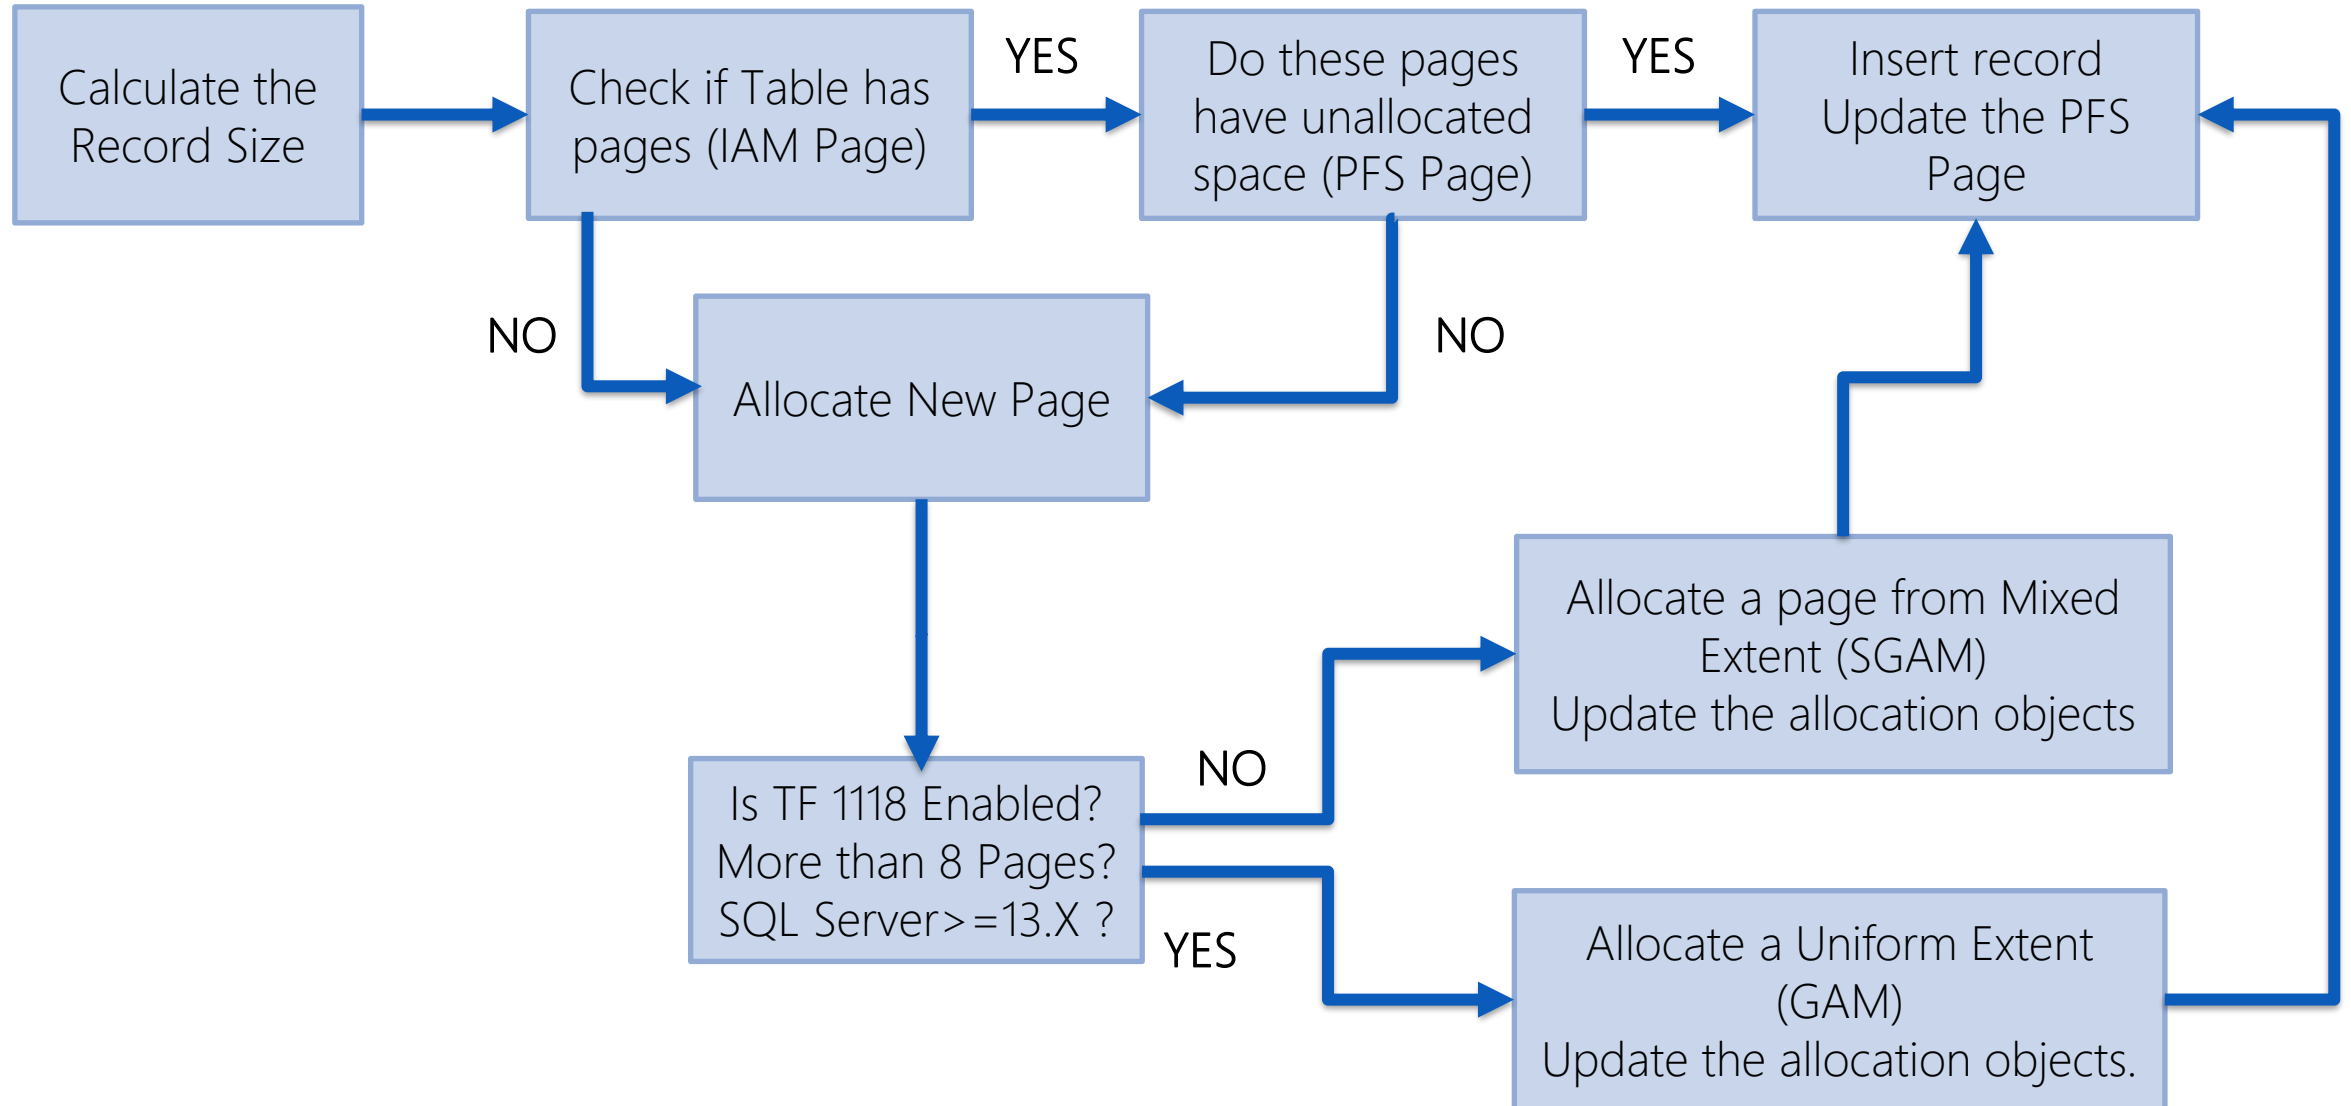 Calculate the
Record Size
Check if Table has
pages (IAM Page)
YES
Do these pages
have unallocated
space (PFS Page)
YES
Insert record
Update the PFS
Page
NO
Allocate New Page
NO
Is TF 1118 Enabled?
More than 8 Pages?
SQL Server>=13.X ?
NO
Allocate a page from Mixed
Extent (SGAM)
Update the allocation objects
YES
Allocate a Uniform Extent
(GAM)
Update the allocation objects.